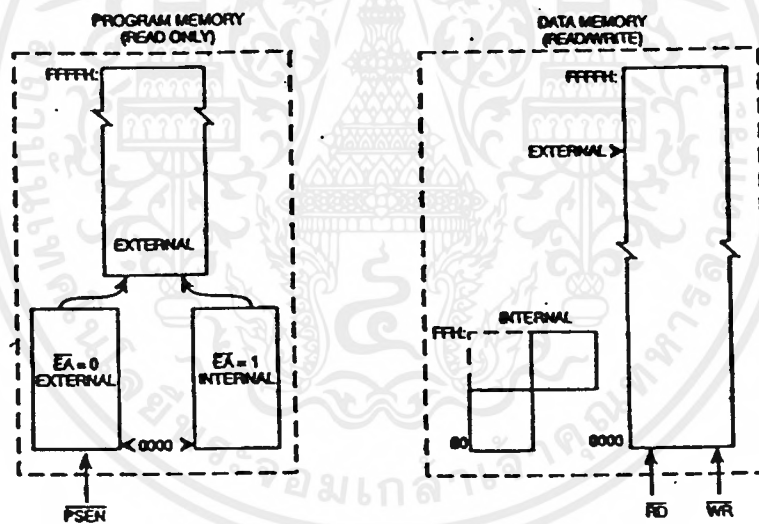 PROGRAM MEMORY
(READ ONLY)
FFFFH:
EXTERNAL
EA = 0
EXTERNAL
EA = 1
INTERNAL
0000
PSEN
DATA MEMORY
(READ/WRITE)
FFFFH:
EXTERNAL
INTERNAL
FFH:
00
0000
RD
WR